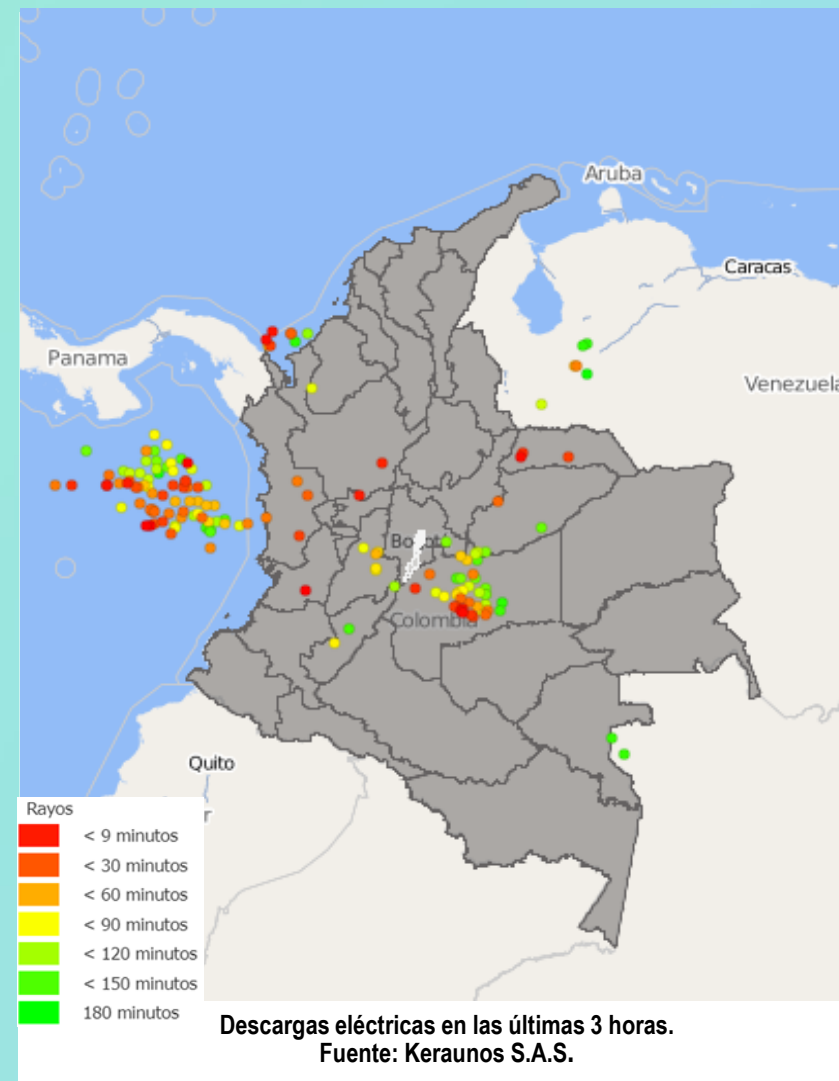 Aruba
Caracas
Panama
Venezuela
Bogotá
Colombia
Quito
Rayos
r
< 9 minutos
< 30 minutos
< 60 minutos
< 90 minutos
< 120 minutos
< 150 minutos
180 minutos
Descargas eléctricas en las últimas 3 horas.
Fuente: Keraunos S.A.S.